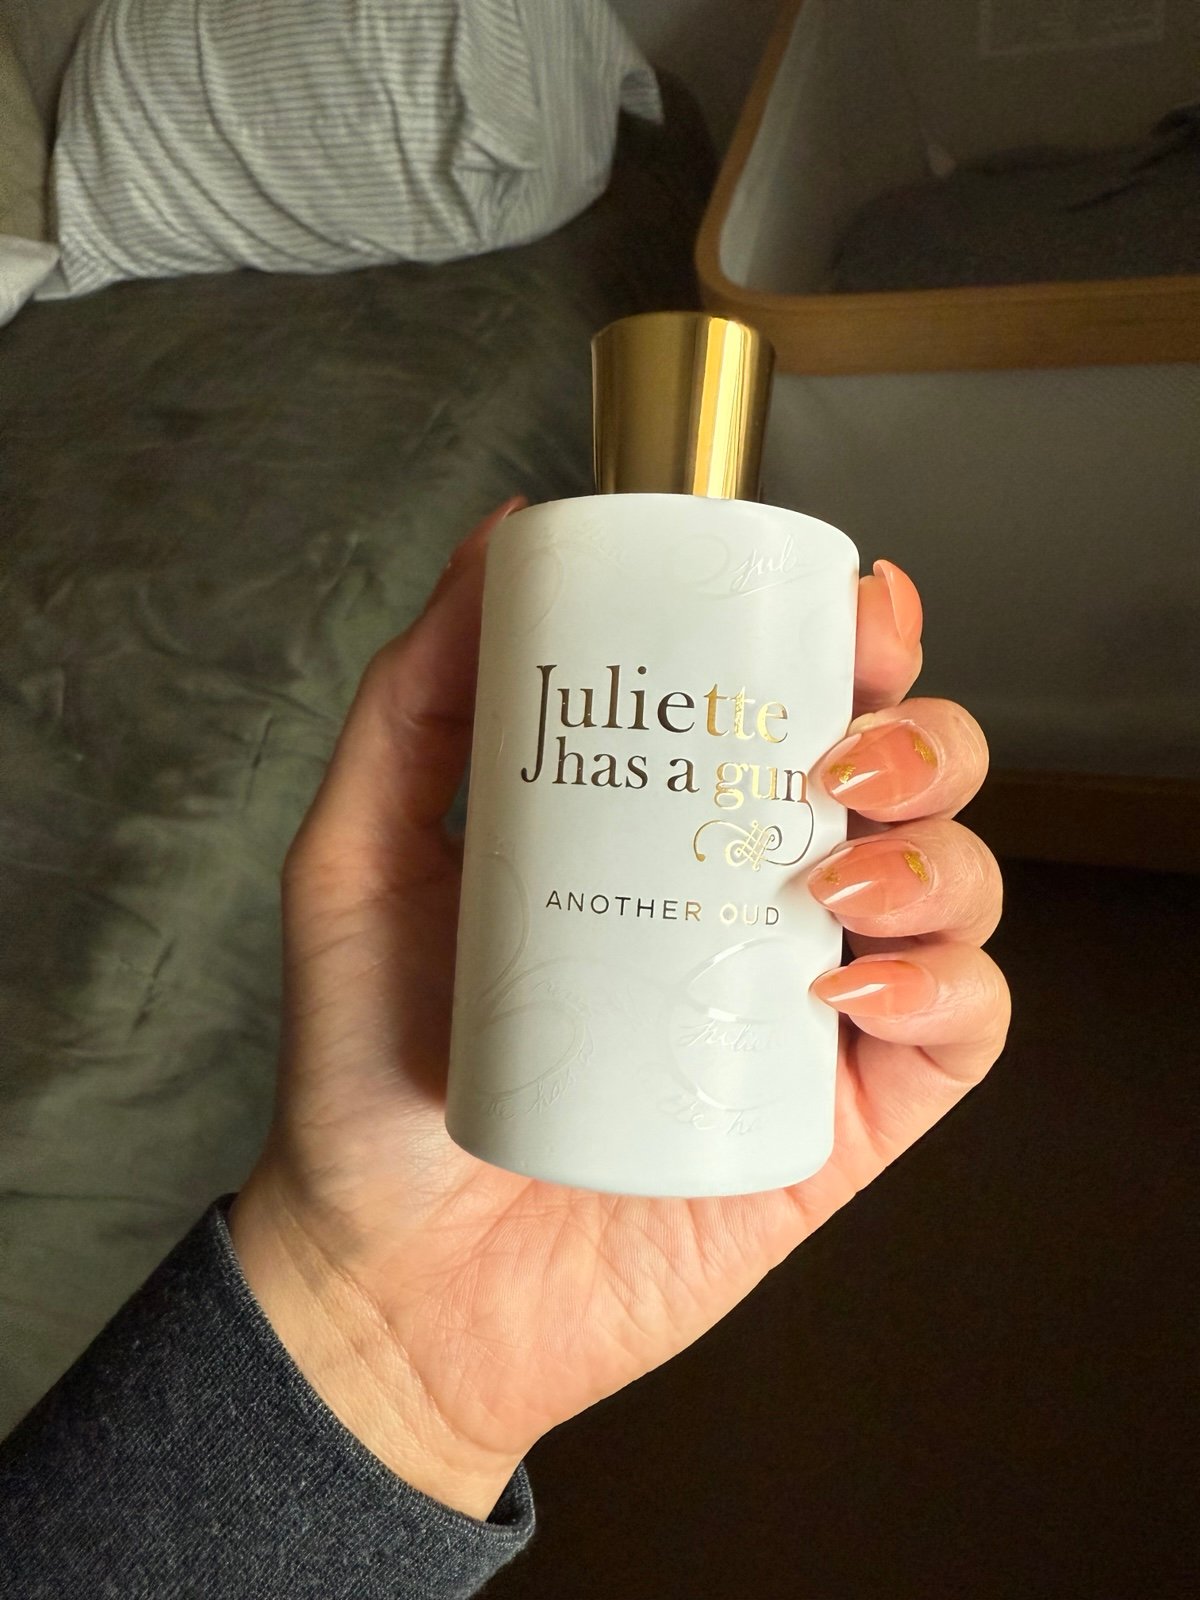 Juliette
has a gun
ANOTHER OUD